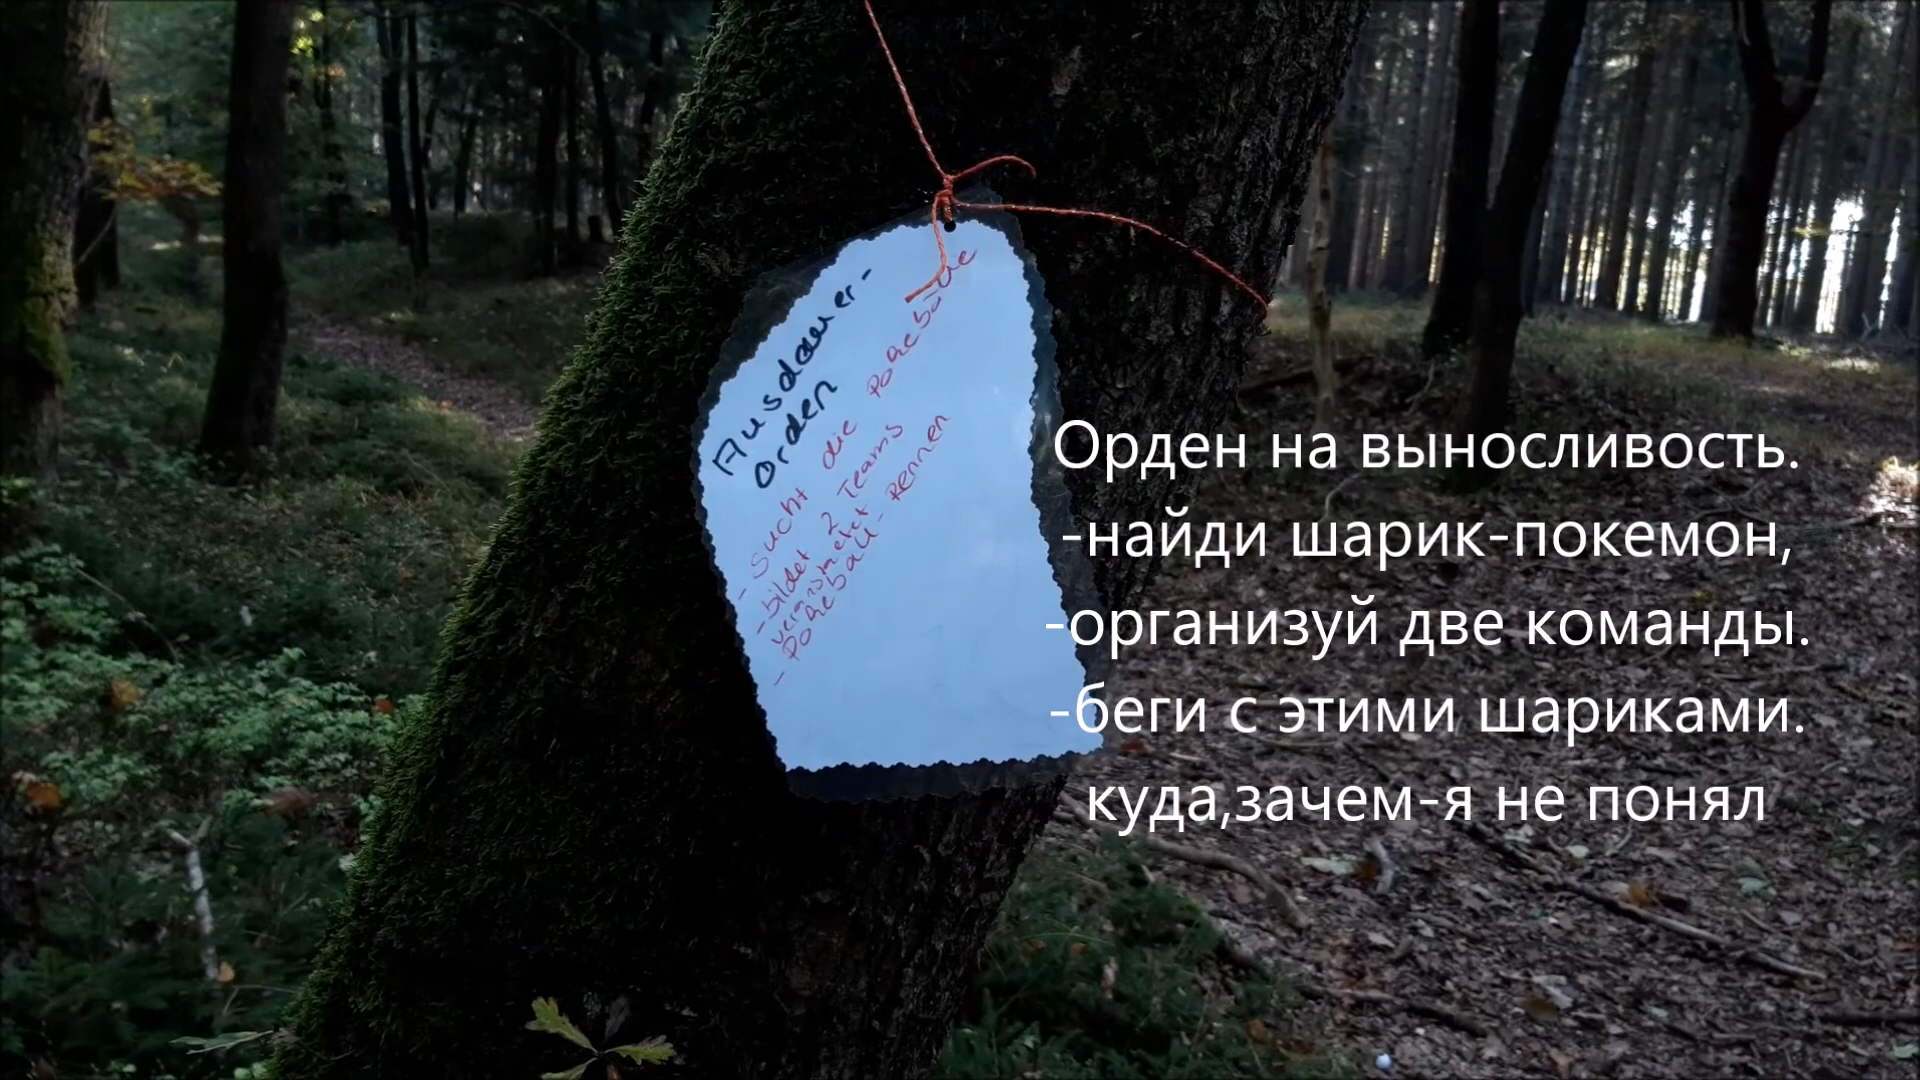 Ausdauer-
Orden
- sucht die Pokebälle
- bildet 2 Teams
veranstaltet
- Pokeball-Rennen
Орден на выносливость.
-найди шарик-покемон,
-организуй две команды.
-беги с этими шариками.
куда,зачем-я не понял